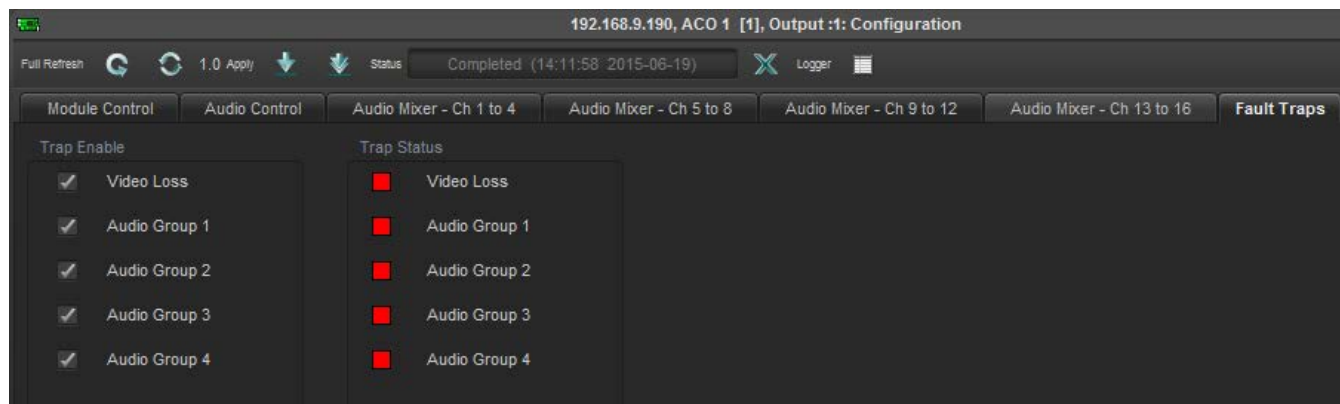 192.168.9.190, ACO 1 [1], Output :1: Configuration
Full Refresh 1.0 Apply Status Completed (14:11:58 2015-06-19) Logger
Module Control Audio Control Audio Mixer - Ch 1 to 4 Audio Mixer - Ch 5 to 8 Audio Mixer - Ch 9 to 12 Audio Mixer - Ch 13 to 16 Fault Traps
Trap Enable
Video Loss
Audio Group 1
Audio Group 2
Audio Group 3
Audio Group 4
Trap Status
Video Loss
Audio Group 1
Audio Group 2
Audio Group 3
Audio Group 4